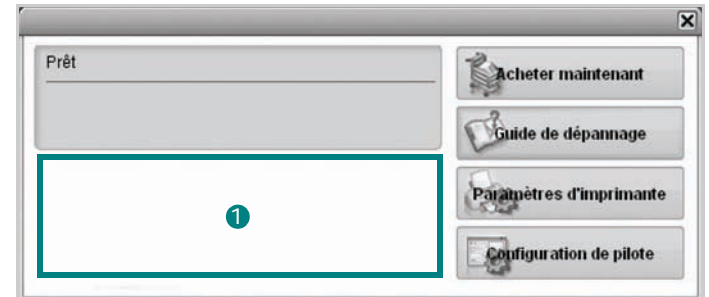 Prêt
Acheter maintenant
Guide de dépannage
1
Paramètres d'imprimante
Configuration de pilote